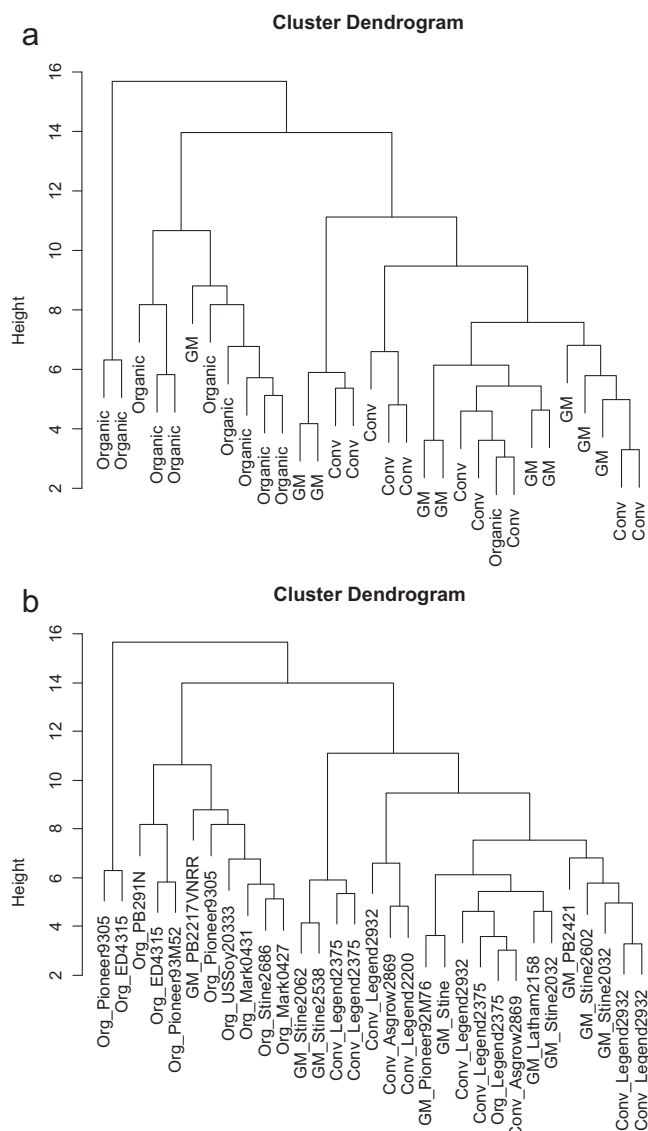 a
Cluster Dendrogram
Height
16
14
12
10
8
6
4
2
Organic
Organic
Organic
Organic
Organic
GM
Organic
Organic
Organic
Organic
Organic
GM
GM
Conv
Conv
Conv
Conv
Conv
GM
GM
Conv
Conv
Organic
Conv
GM
GM
GM
GM
GM
Conv
Conv
b
Cluster Dendrogram
Height
16
14
12
10
8
6
4
2
Org_Pioneer9305
Org_ED4315
Org_PB291N
Org_ED4315
Org_Pioneer93M52
GM_PB2217VNRR
Org_Pioneer9305
Org_USSoy20333
Org_Mark0431
Org_Stine2686
Org_Mark0427
GM_Stine2062
GM_Stine2538
Conv_Legend2375
Conv_Legend2375
Conv_Legend2932
Conv_Asgrow2869
Conv_Legend2200
GM_Pioneer92M76
GM_Stine
Conv_Legend2932
Conv_Legend2375
Org_Legend2375
Conv_Asgrow2869
GM_Latham2158
GM_Stine2032
GM_PB2421
GM_Stine2602
GM_Stine2032
Conv_Legend2932
Conv_Legend2932